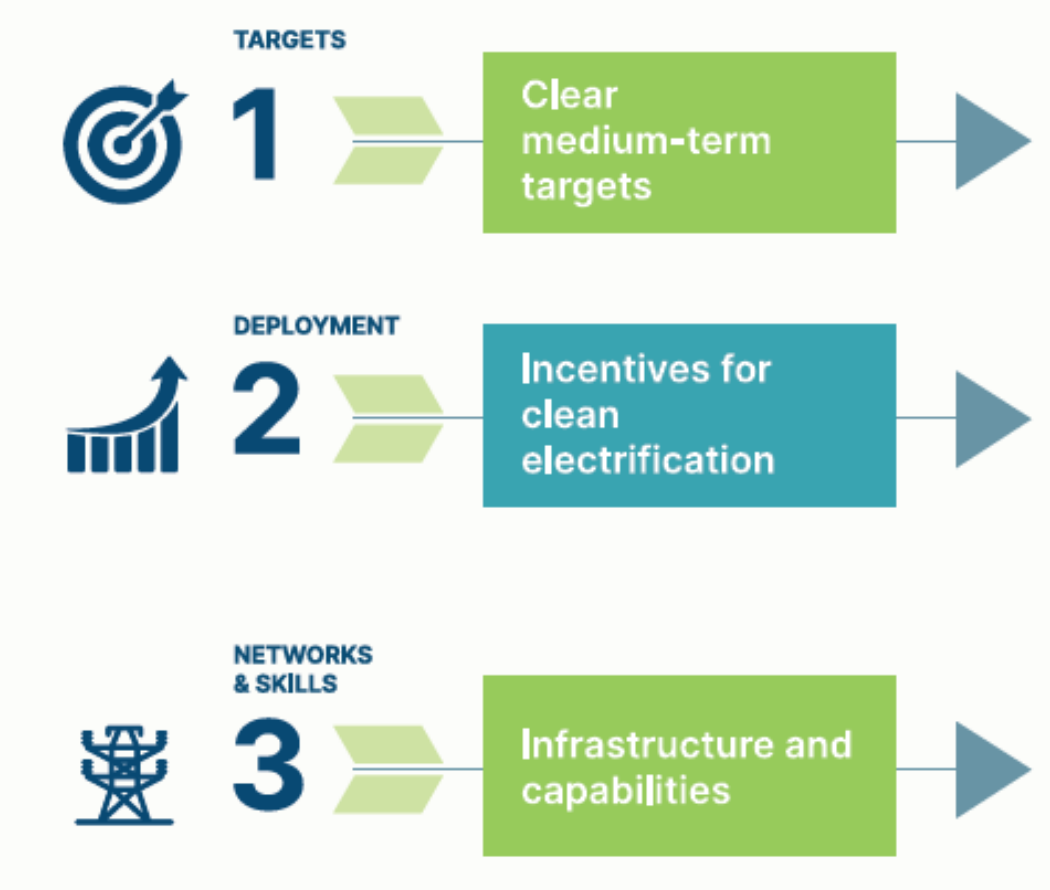 TARGETS
1
Clear
medium-term
targets
DEPLOYMENT
2
Incentives for
clean
electrification
NETWORKS
& SKILLS
3
Infrastructure and
capabilities